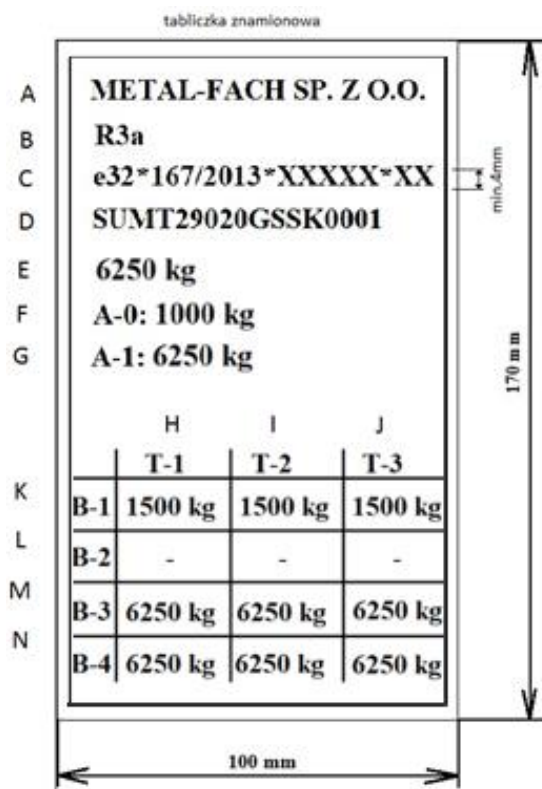 tabliczka znamionowa
A METAL-FACH SP. Z O.O.
B R3a
C e32*167/2013*XXXXX*XX min.4mm
D SUMT29020GSSK0001
E 6250 kg
F A-0: 1000 kg
G A-1: 6250 kg
170 mm
H I J
T-1 T-2 T-3
K B-1 1500 kg 1500 kg 1500 kg
L B-2 - - -
M B-3 6250 kg 6250 kg 6250 kg
N B-4 6250 kg 6250 kg 6250 kg
100 mm